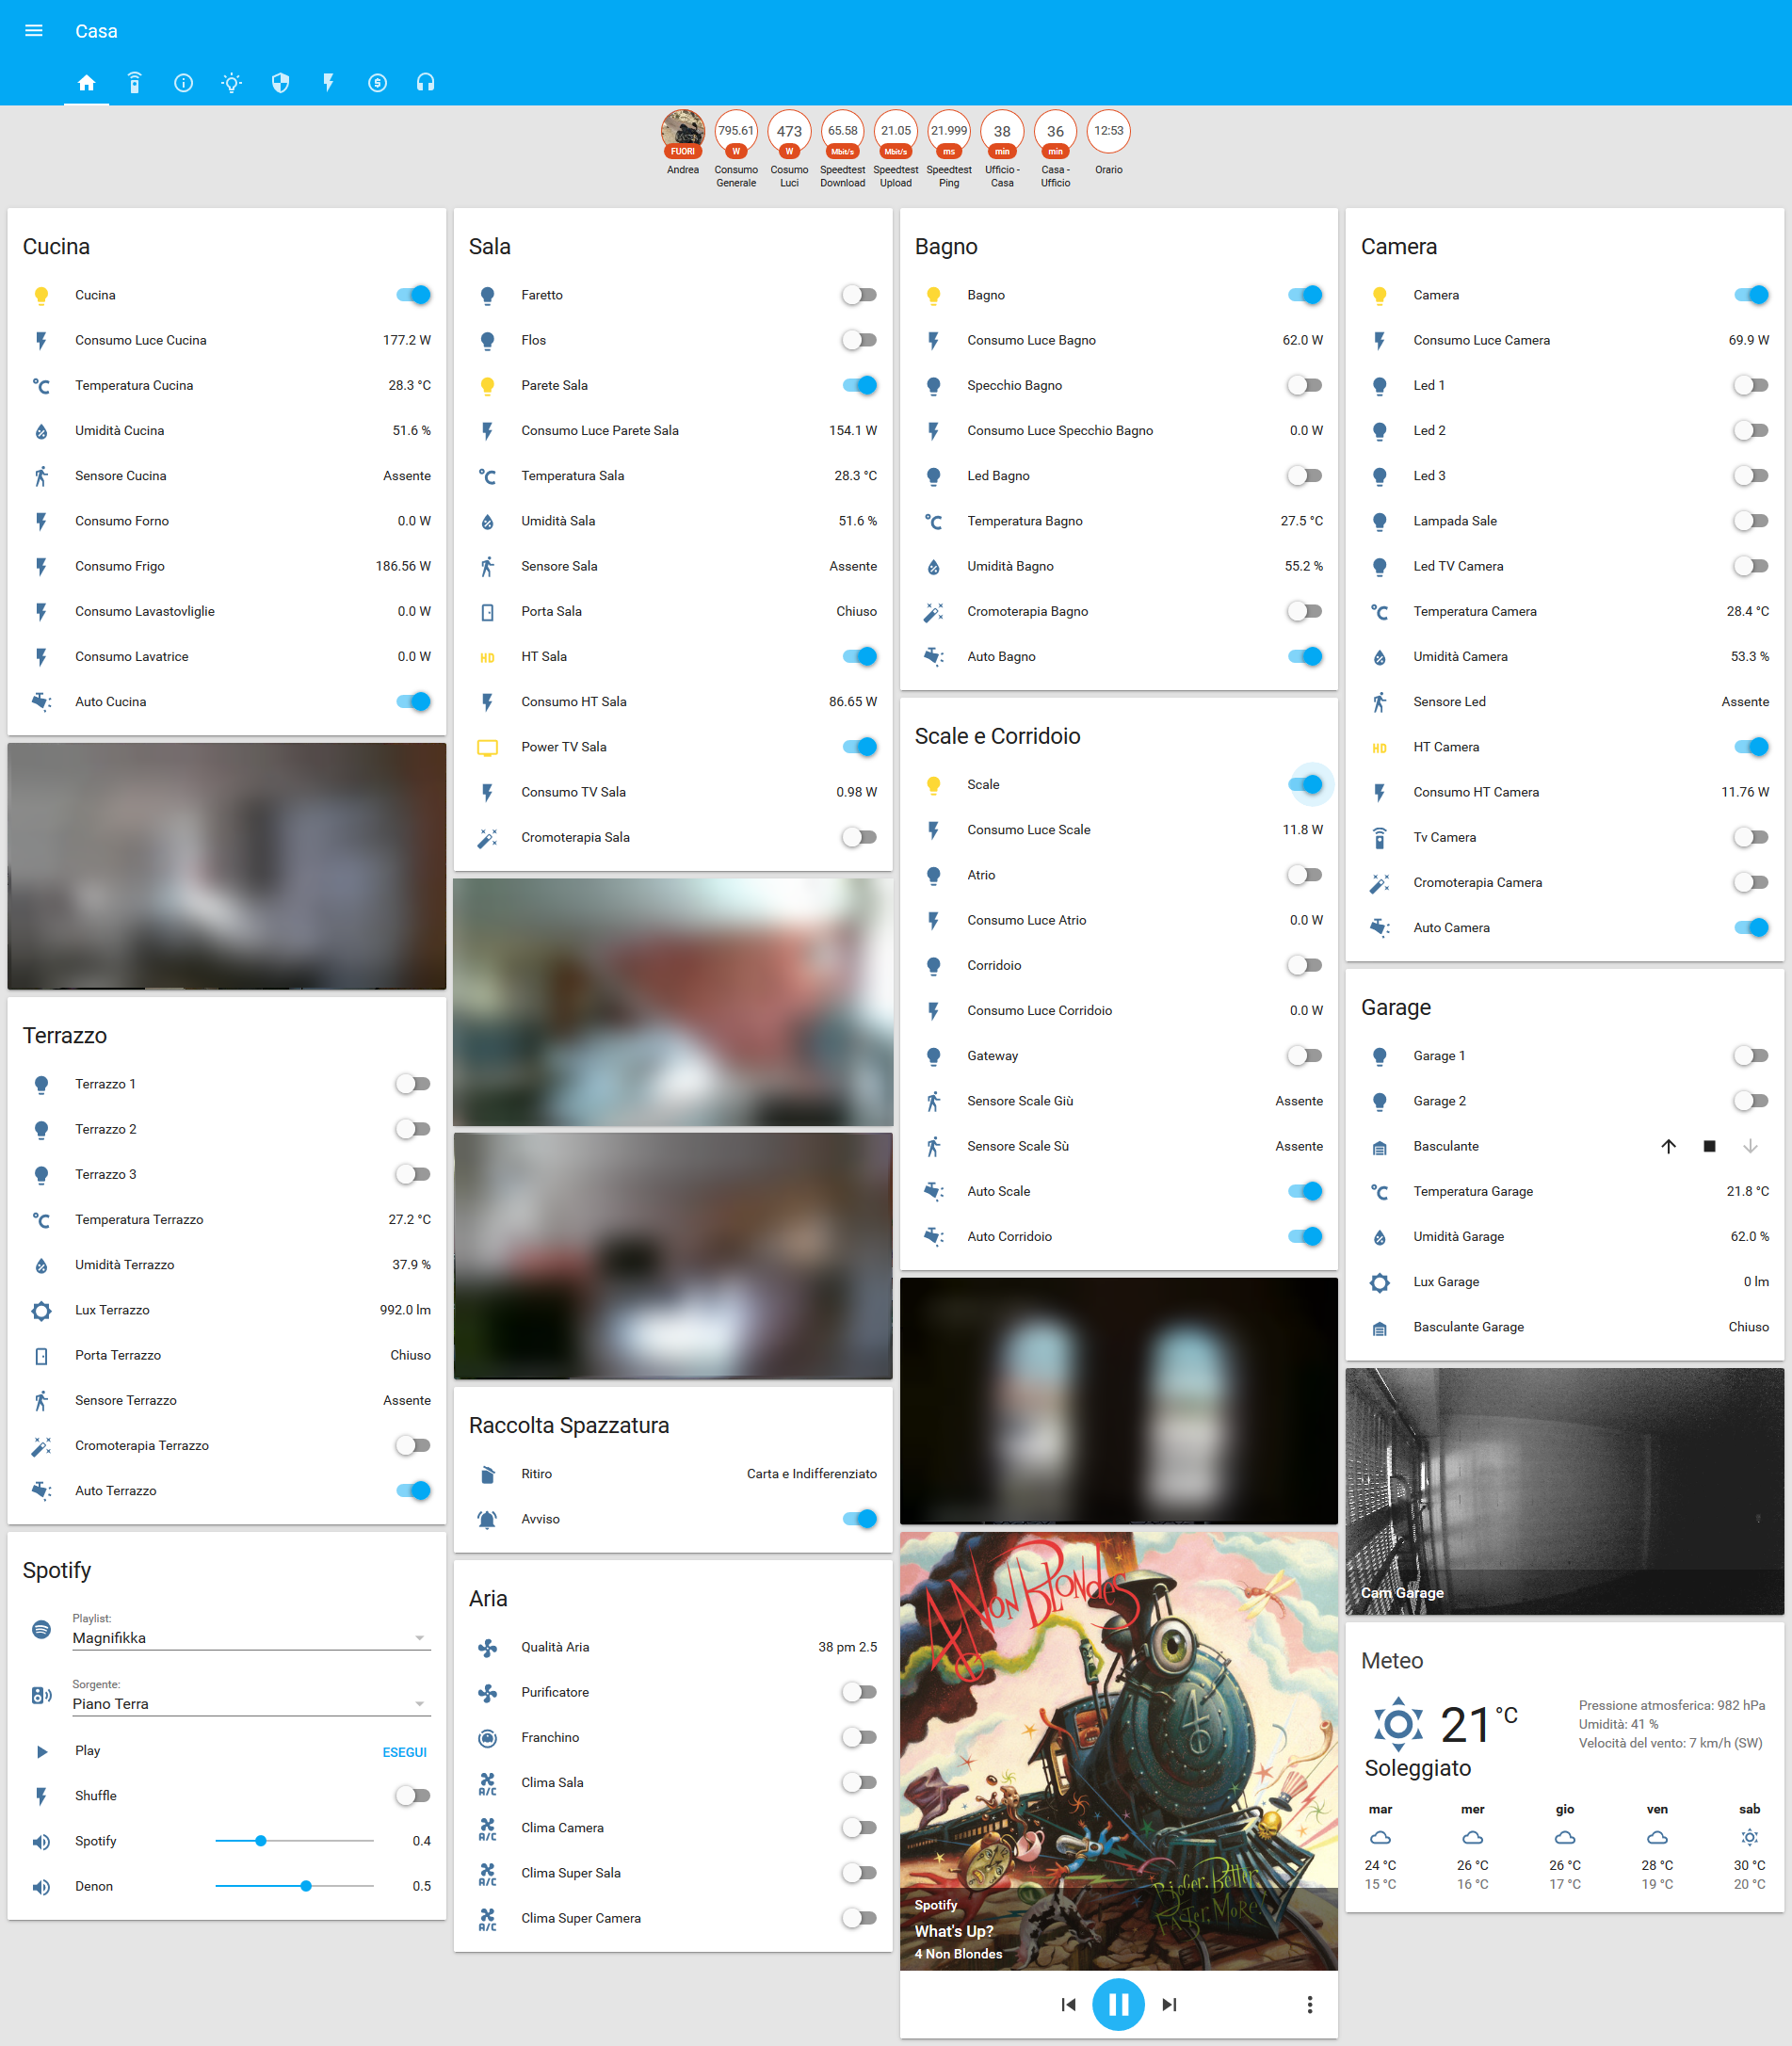 Casa
795.61
473
65.58
21.05
21.999
38
36
12:53
FUORI
W
W
Mbit/s
Mbit/s
ms
min
min
Andrea
Consumo
Generale
Cosumo
Luci
Speedtest
Download
Speedtest
Upload
Speedtest
Ping
Ufficio -
Casa
Casa -
Ufficio
Orario
Cucina
Cucina
Consumo Luce Cucina 177.2 W
Temperatura Cucina 28.3 °C
Umidità Cucina 51.6 %
Sensore Cucina Assente
Consumo Forno 0.0 W
Consumo Frigo 186.56 W
Consumo Lavastovliglie 0.0 W
Consumo Lavatrice 0.0 W
Auto Cucina
Terrazzo
Terrazzo 1
Terrazzo 2
Terrazzo 3
Temperatura Terrazzo 27.2 °C
Umidità Terrazzo 37.9 %
Lux Terrazzo 992.0 lm
Porta Terrazzo Chiuso
Sensore Terrazzo Assente
Cromoterapia Terrazzo
Auto Terrazzo
Spotify
Playlist:
Magnifikka
Sorgente:
Piano Terra
Play ESEGUI
Shuffle
Spotify 0.4
Denon 0.5
Sala
Faretto
Flos
Parete Sala
Consumo Luce Parete Sala 154.1 W
Temperatura Sala 28.3 °C
Umidità Sala 51.6 %
Sensore Sala Assente
Porta Sala Chiuso
HD HT Sala
Consumo HT Sala 86.65 W
Power TV Sala
Consumo TV Sala 0.98 W
Cromoterapia Sala
Raccolta Spazzatura
Ritiro Carta e Indifferenziato
Avviso
Aria
Qualità Aria 38 pm 2.5
Purificatore
Franchino
A/C Clima Sala
A/C Clima Camera
A/C Clima Super Sala
A/C Clima Super Camera
Bagno
Bagno
Consumo Luce Bagno 62.0 W
Specchio Bagno
Consumo Luce Specchio Bagno 0.0 W
Led Bagno
Temperatura Bagno 27.5 °C
Umidità Bagno 55.2 %
Cromoterapia Bagno
Auto Bagno
Scale e Corridoio
Scale
Consumo Luce Scale 11.8 W
Atrio
Consumo Luce Atrio 0.0 W
Corridoio
Consumo Luce Corridoio 0.0 W
Gateway
Sensore Scale Giù Assente
Sensore Scale Sù Assente
Auto Scale
Auto Corridoio
4 Non Blondes
4
Bigger, Better,
Faster, More!
Spotify
What's Up?
4 Non Blondes
Camera
Camera
Consumo Luce Camera 69.9 W
Led 1
Led 2
Led 3
Lampada Sale
Led TV Camera
Temperatura Camera 28.4 °C
Umidità Camera 53.3 %
Sensore Led Assente
HD HT Camera
Consumo HT Camera 11.76 W
Tv Camera
Cromoterapia Camera
Auto Camera
Garage
Garage 1
Garage 2
Basculante
Temperatura Garage 21.8 °C
Umidità Garage 62.0 %
Lux Garage 0 lm
Basculante Garage Chiuso
Cam Garage
Meteo
21 °C
Soleggiato
Pressione atmosferica: 982 hPa
Umidità: 41 %
Velocità del vento: 7 km/h (SW)
mar mer gio ven sab
24 °C 26 °C 26 °C 28 °C 30 °C
15 °C 16 °C 17 °C 19 °C 20 °C